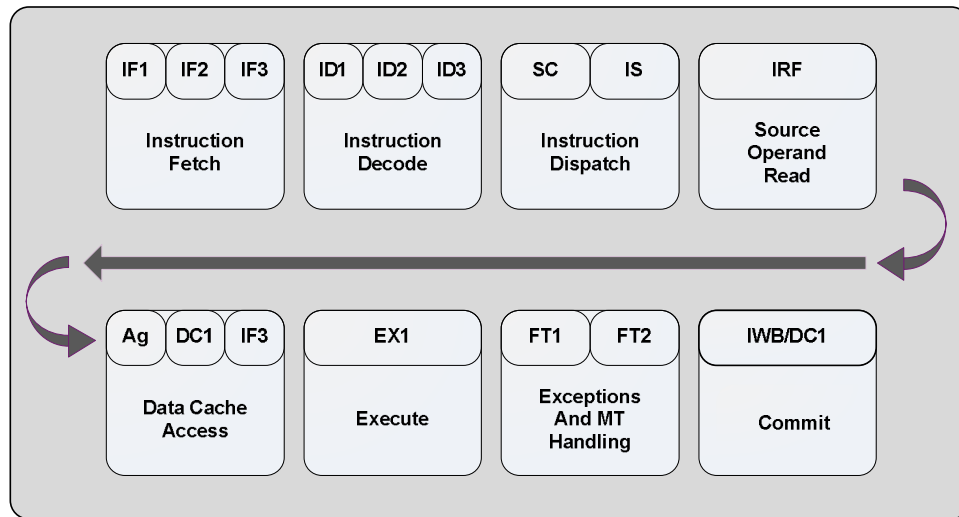 IF1 IF2 IF3 ID1 ID2 ID3 SC IS IRF
Instruction
Fetch
Instruction
Decode
Instruction
Dispatch
Source
Operand
Read
Ag DC1 IF3 EX1 FT1 FT2 IWB/DC1
Data Cache
Access
Execute
Exceptions
And MT
Handling
Commit